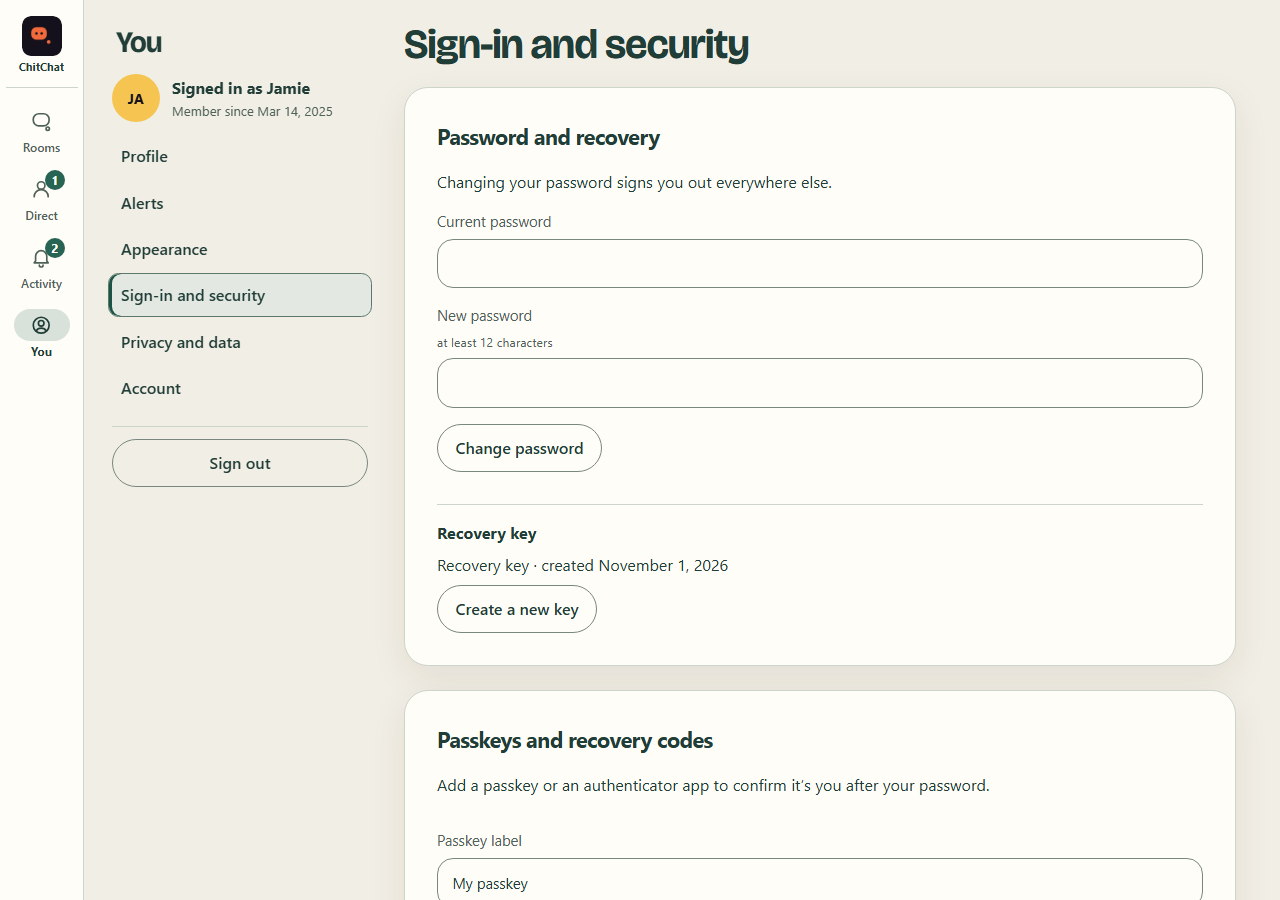 ChitChat
Rooms
1
Direct
2
Activity
You
You
JA
Signed in as Jamie
Member since Mar 14, 2025
Profile
Alerts
Appearance
Sign-in and security
Privacy and data
Account
Sign out
Sign-in and security
Password and recovery
Changing your password signs you out everywhere else.
Current password
New password
at least 12 characters
Change password
Recovery key
Recovery key · created November 1, 2026
Create a new key
Passkeys and recovery codes
Add a passkey or an authenticator app to confirm it’s you after your password.
Passkey label
My passkey